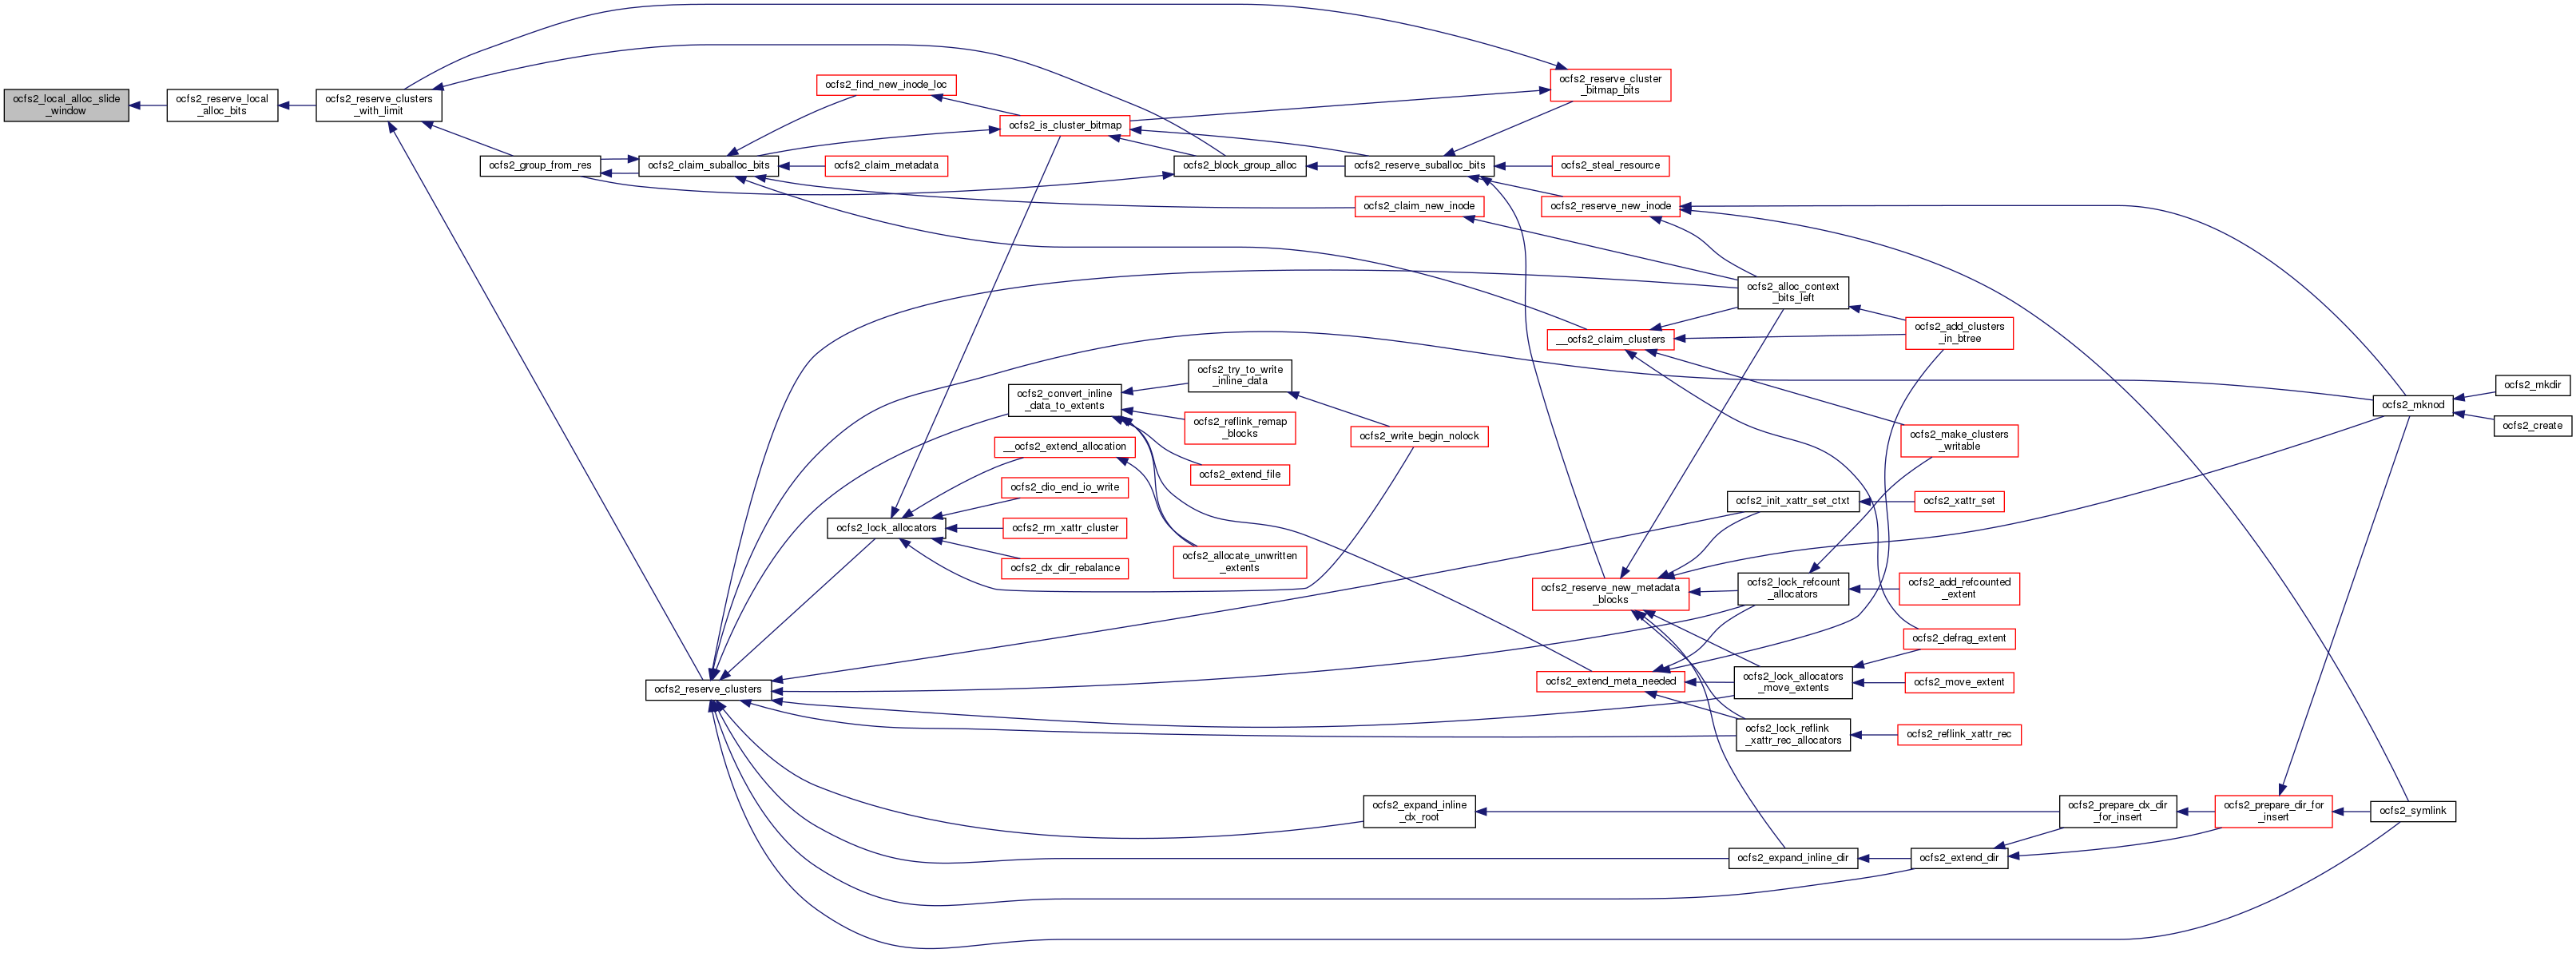 ocfs2_local_alloc_slide
_window
ocfs2_reserve_local
_alloc_bits
ocfs2_reserve_clusters
_with_limit
ocfs2_group_from_res
ocfs2_claim_suballoc_bits
ocfs2_find_new_inode_loc
ocfs2_claim_metadata
ocfs2_is_cluster_bitmap
ocfs2_block_group_alloc
ocfs2_reserve_suballoc_bits
ocfs2_reserve_cluster
_bitmap_bits
ocfs2_steal_resource
ocfs2_claim_new_inode
ocfs2_reserve_new_inode
ocfs2_alloc_context
_bits_left
__ocfs2_claim_clusters
ocfs2_add_clusters
_in_btree
ocfs2_mknod
ocfs2_mkdir
ocfs2_create
ocfs2_convert_inline
_data_to_extents
ocfs2_try_to_write
_inline_data
ocfs2_reflink_remap
_blocks
ocfs2_write_begin_nolock
ocfs2_make_clusters
_writable
__ocfs2_extend_allocation
ocfs2_extend_file
ocfs2_dio_end_io_write
ocfs2_lock_allocators
ocfs2_rm_xattr_cluster
ocfs2_dx_dir_rebalance
ocfs2_allocate_unwritten
_extents
ocfs2_init_xattr_set_ctxt
ocfs2_xattr_set
ocfs2_reserve_new_metadata
_blocks
ocfs2_lock_refcount
_allocators
ocfs2_add_refcounted
_extent
ocfs2_defrag_extent
ocfs2_reserve_clusters
ocfs2_extend_meta_needed
ocfs2_lock_allocators
_move_extents
ocfs2_move_extent
ocfs2_lock_reflink
_xattr_rec_allocators
ocfs2_reflink_xattr_rec
ocfs2_expand_inline
_dx_root
ocfs2_prepare_dx_dir
_for_insert
ocfs2_prepare_dir_for
_insert
ocfs2_symlink
ocfs2_expand_inline_dir
ocfs2_extend_dir